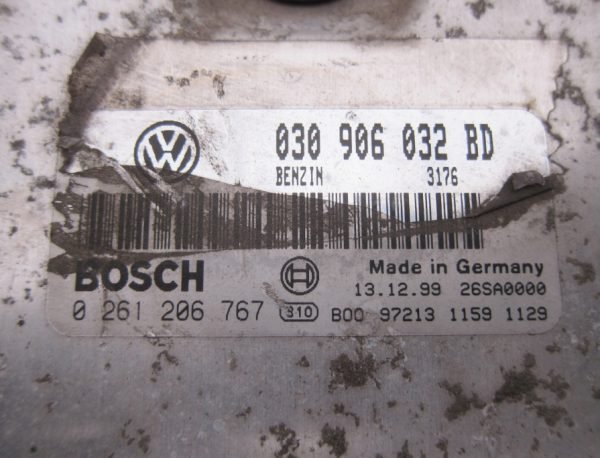 030 906 032 BD
BENZIN 3176
BOSCH
Made in Germany
13.12.99 26SA0000
0 261 206 767 310 B00 97213 1159 1129